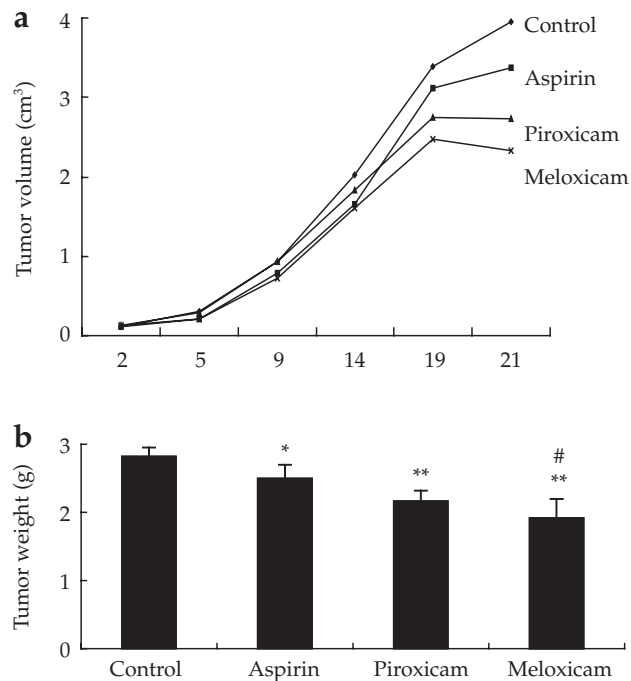 a
Tumor volume (cm³)
4
3
2
1
0
2 5 9 14 19 21
Control
Aspirin
Piroxicam
Meloxicam
b
Tumor weight (g)
3
2
1
0
*
**
#
**
Control Aspirin Piroxicam Meloxicam